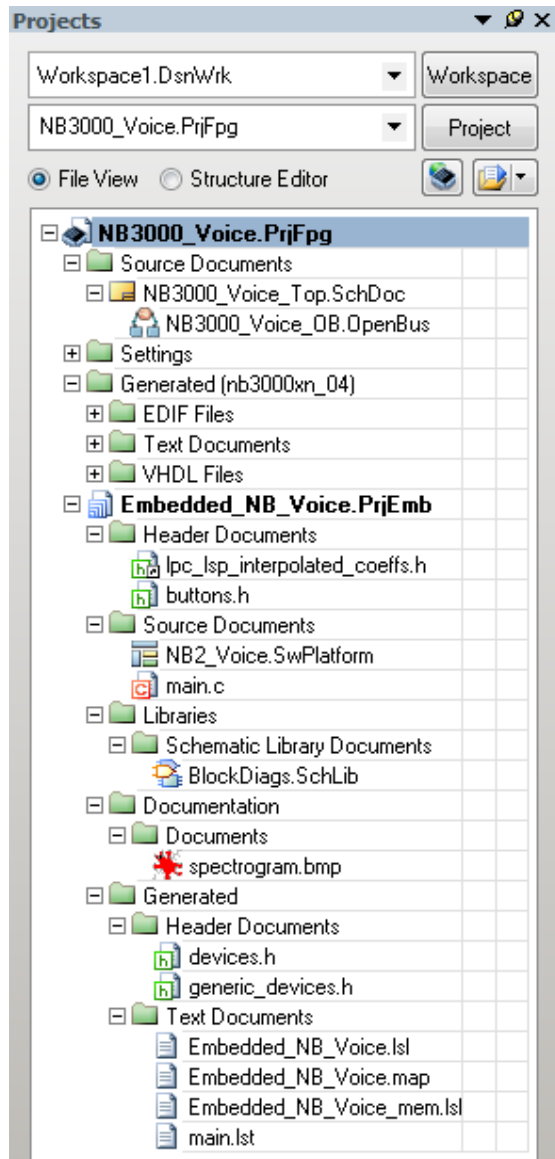 Projects
Workspace1.DsnWrk Workspace
NB3000_Voice.PrjFpg Project
File View Structure Editor
NB3000_Voice.PrjFpg
Source Documents
NB3000_Voice_Top.SchDoc
NB3000_Voice_OB.OpenBus
Settings
Generated (nb3000xn_04)
EDIF Files
Text Documents
VHDL Files
Embedded_NB_Voice.PrjEmb
Header Documents
lpc_lsp_interpolated_coeffs.h
buttons.h
Source Documents
NB2_Voice.SwPlatform
main.c
Libraries
Schematic Library Documents
BlockDiags.SchLib
Documentation
Documents
spectrogram.bmp
Generated
Header Documents
devices.h
generic_devices.h
Text Documents
Embedded_NB_Voice.lsl
Embedded_NB_Voice.map
Embedded_NB_Voice_mem.lsl
main.lst